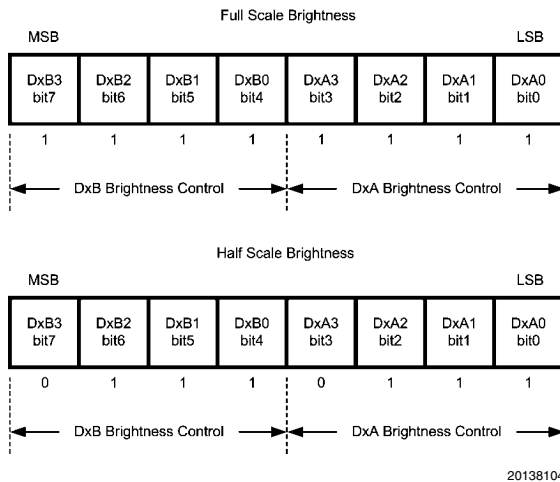 Full Scale Brightness
MSB LSB
DxB3 DxB2 DxB1 DxB0 DxA3 DxA2 DxA1 DxA0
bit7 bit6 bit5 bit4 bit3 bit2 bit1 bit0
1 1 1 1 1 1 1 1
DxB Brightness Control DxA Brightness Control
Half Scale Brightness
MSB LSB
DxB3 DxB2 DxB1 DxB0 DxA3 DxA2 DxA1 DxA0
bit7 bit6 bit5 bit4 bit3 bit2 bit1 bit0
0 1 1 1 0 1 1 1
DxB Brightness Control DxA Brightness Control
20138104